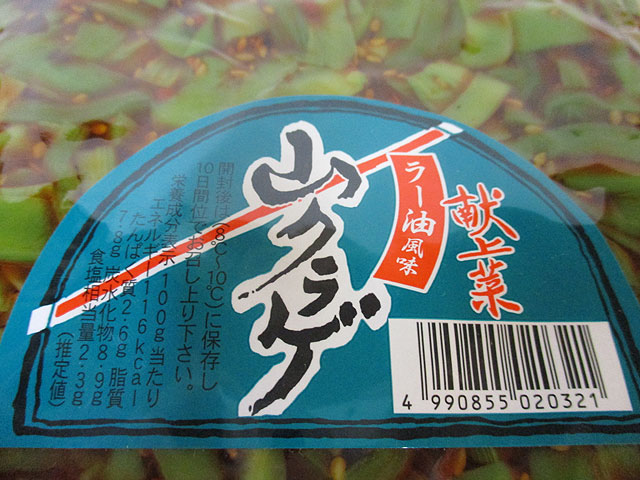 献上菜
ラー油風味
山クラゲ
開封後は(8℃〜10℃)に保存し
10日間位でお召し上り下さい。
栄養成分表示100g当たり
エネルギー116kcal
たんぱく質2.6g 脂質
7.8g 炭水化物8.9g
食塩相当量2.3g
(推定値)
4 990855 020321